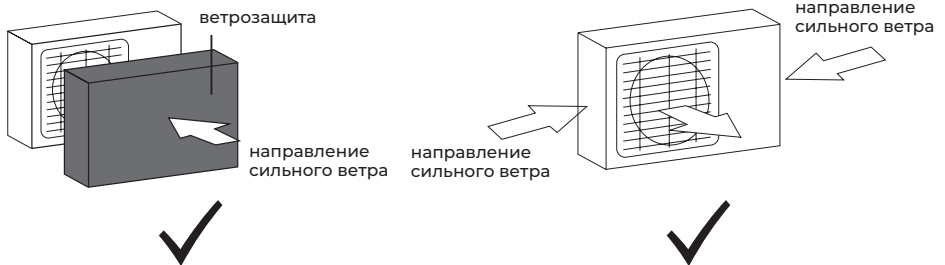 ветрозащита
направление
сильного ветра
направление
сильного ветра
направление
сильного ветра